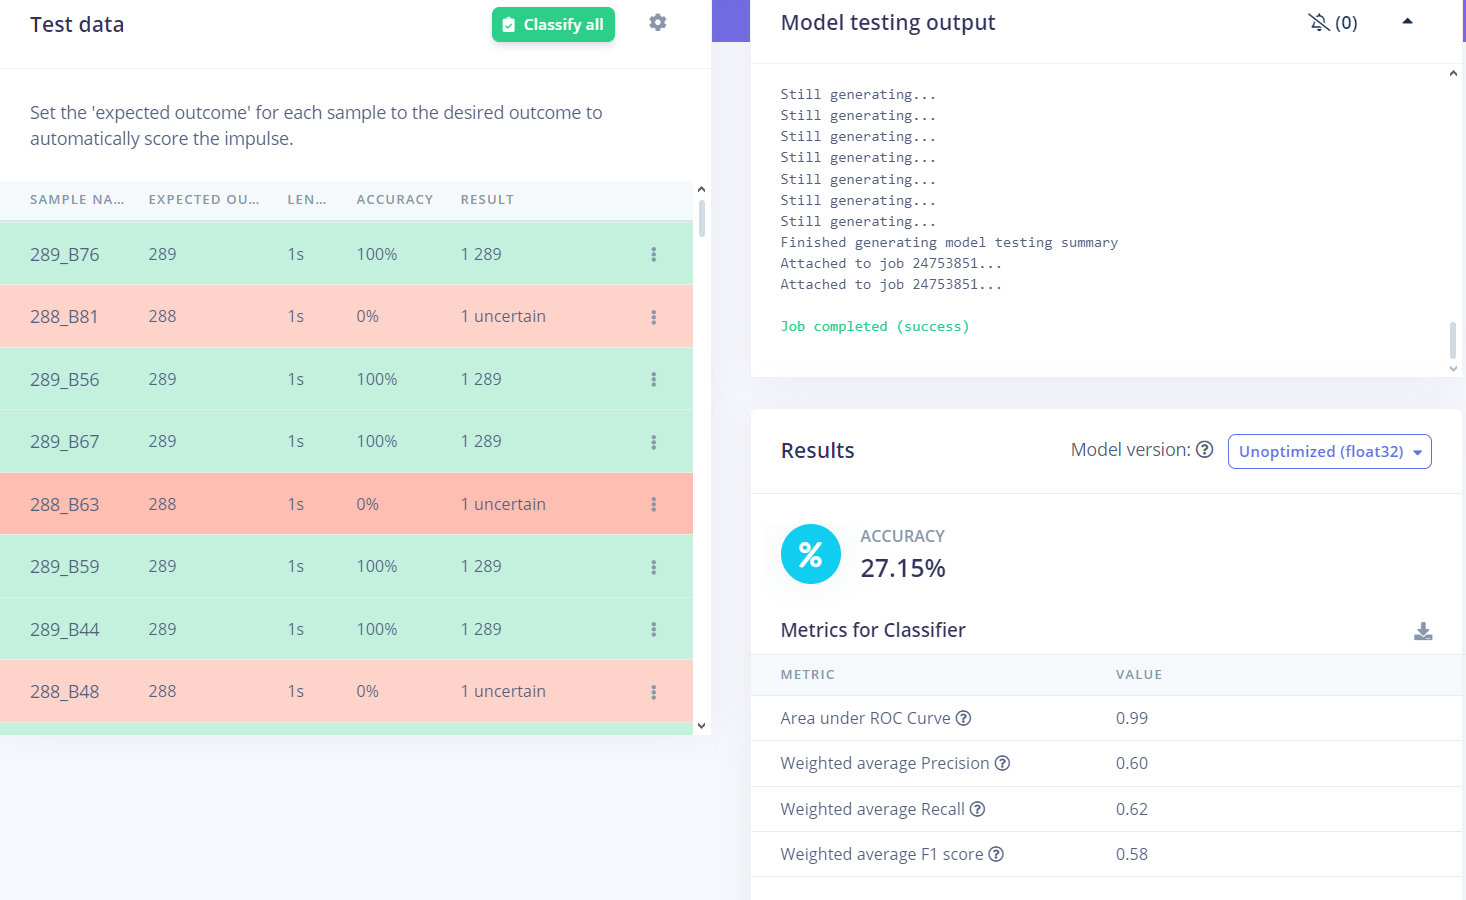 Test data
Classify all
Set the 'expected outcome' for each sample to the desired outcome to
automatically score the impulse.
SAMPLE NA... EXPECTED OU... LEN... ACCURACY RESULT
289_B76 289 1s 100% 1 289
288_B81 288 1s 0% 1 uncertain
289_B56 289 1s 100% 1 289
289_B67 289 1s 100% 1 289
288_B63 288 1s 0% 1 uncertain
289_B59 289 1s 100% 1 289
289_B44 289 1s 100% 1 289
288_B48 288 1s 0% 1 uncertain
Model testing output
(0)
Still generating...
Still generating...
Still generating...
Still generating...
Still generating...
Still generating...
Still generating...
Finished generating model testing summary
Attached to job 24753851...
Attached to job 24753851...
Job completed (success)
Results
Model version: ? Unoptimized (float32)
%
ACCURACY
27.15%
Metrics for Classifier
METRIC VALUE
Area under ROC Curve ? 0.99
Weighted average Precision ? 0.60
Weighted average Recall ? 0.62
Weighted average F1 score ? 0.58